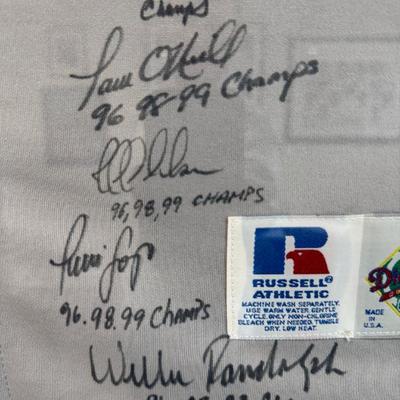 Champs
Paul O'Neill
96 98-99 Champs
96, 98, 99 CHAMPS
Luis Sojo
96.98.99 Champs
RUSSELL®
ATHLETIC
MACHINE WASH SEPARATELY.
USE WARM WATER GENTLE
CYCLE. ONLY NON-CHLORINE
BLEACH WHEN NEEDED. TUMBLE
DRY. LOW HEAT.
MADE IN
U.S.A.
Willie Randolph